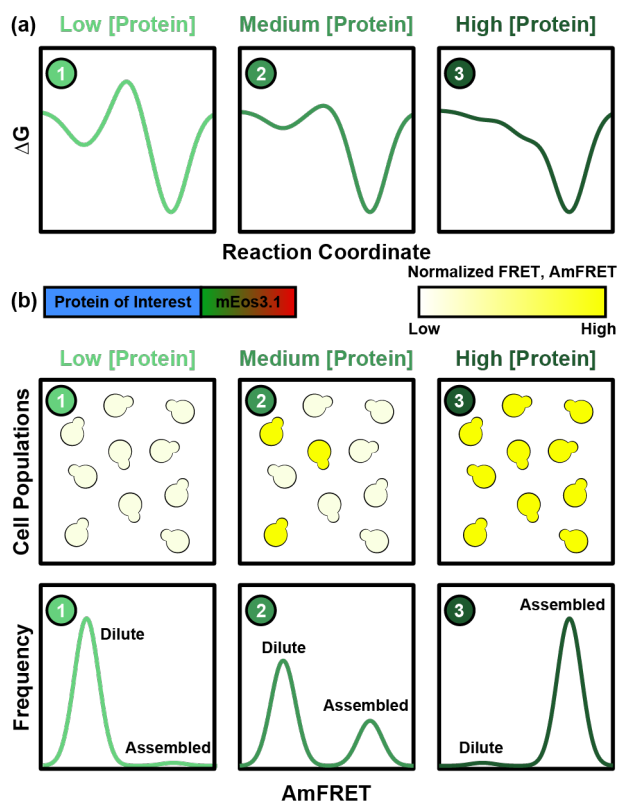 (a)
Low [Protein]
Medium [Protein]
High [Protein]
1
2
3
ΔG
Reaction Coordinate
Normalized FRET, AmFRET
(b)
Protein of Interest
mEos3.1
Low
High
Low [Protein]
Medium [Protein]
High [Protein]
1
2
3
Cell Populations
1
2
3
Assembled
Dilute
Dilute
Assembled
Assembled
Dilute
Frequency
AmFRET